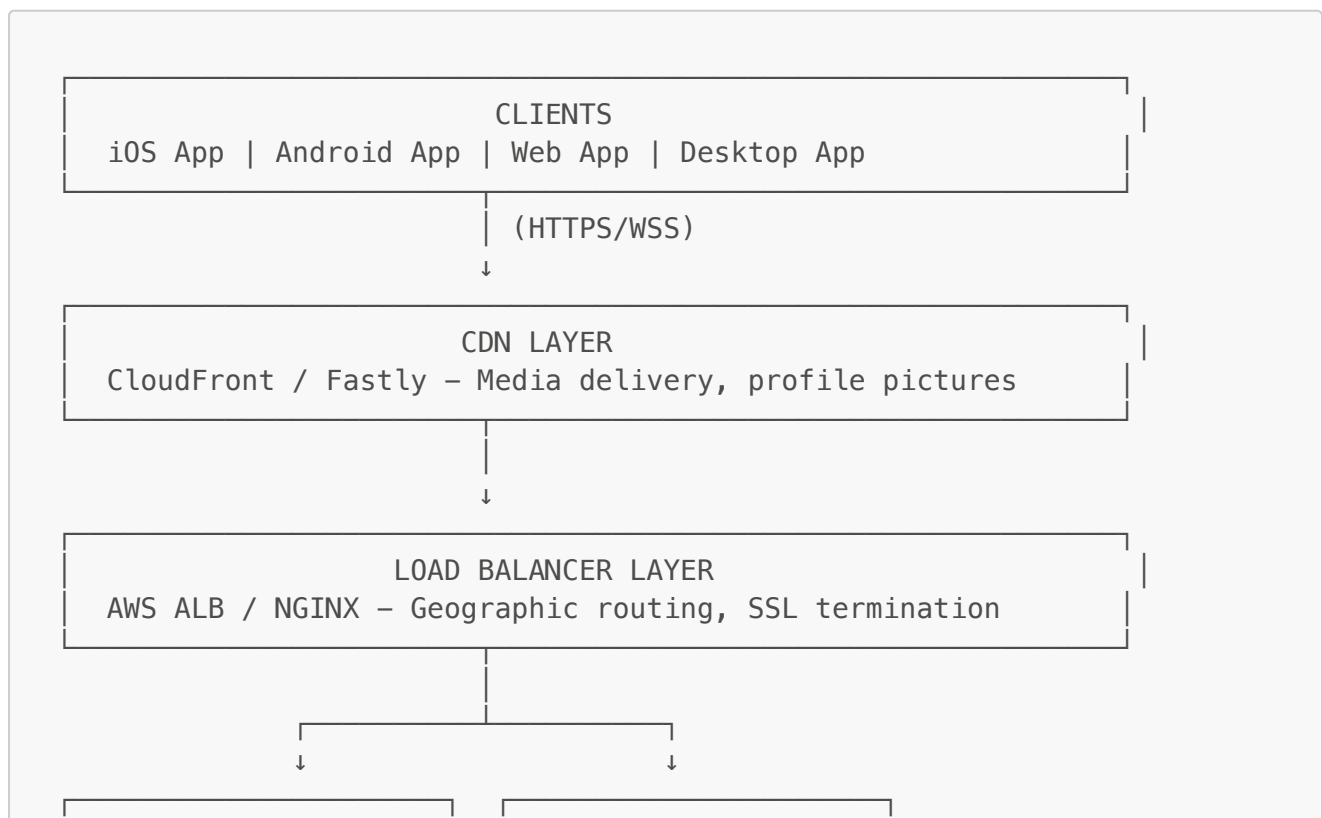 CLIENTS
iOS App | Android App | Web App | Desktop App
(HTTPS/WSS)
↓
CDN LAYER
CloudFront / Fastly – Media delivery, profile pictures
↓
LOAD BALANCER LAYER
AWS ALB / NGINX – Geographic routing, SSL termination
↓ ↓